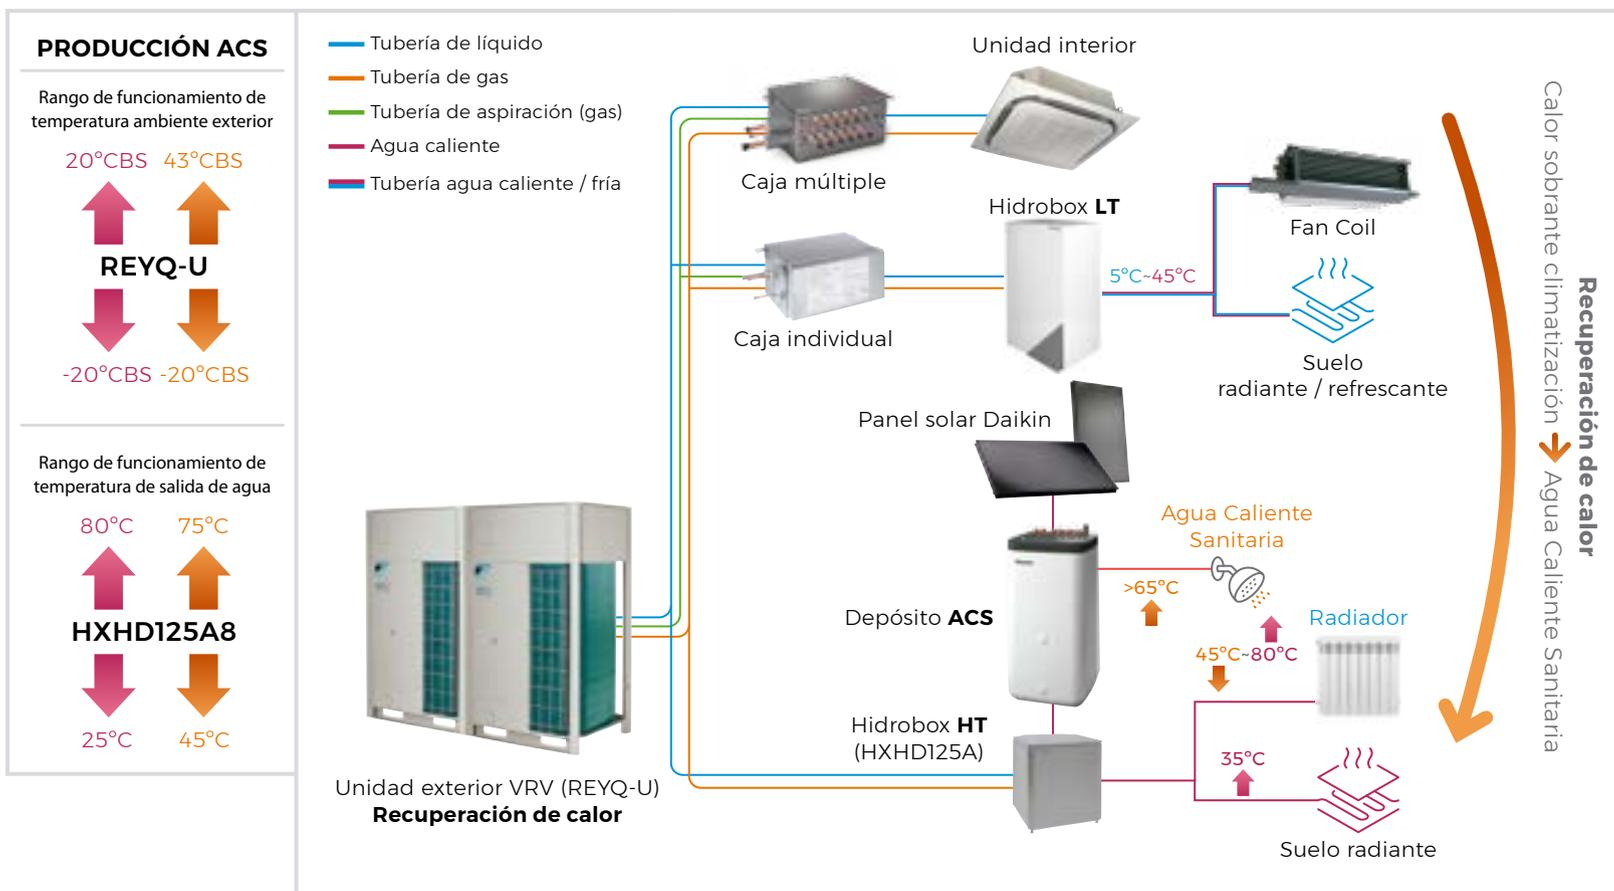 PRODUCCIÓN ACS
Rango de funcionamiento de
temperatura ambiente exterior
20°CBS 43°CBS
REYQ-U
-20°CBS -20°CBS
Rango de funcionamiento de
temperatura de salida de agua
80°C 75°C
HXHD125A8
25°C 45°C
Tubería de líquido
Tubería de gas
Tubería de aspiración (gas)
Agua caliente
Tubería agua caliente / fría
Unidad interior
Caja múltiple
Hidrobox LT
Fan Coil
5°C~45°C
Caja individual
Suelo
radiante / refrescante
Panel solar Daikin
Agua Caliente
Sanitaria
>65°C
Depósito ACS
Radiador
45°C~80°C
Hidrobox HT
(HXHD125A)
35°C
Suelo radiante
Unidad exterior VRV (REYQ-U)
Recuperación de calor
Recuperación de calor
Calor sobrante climatización Agua Caliente Sanitaria